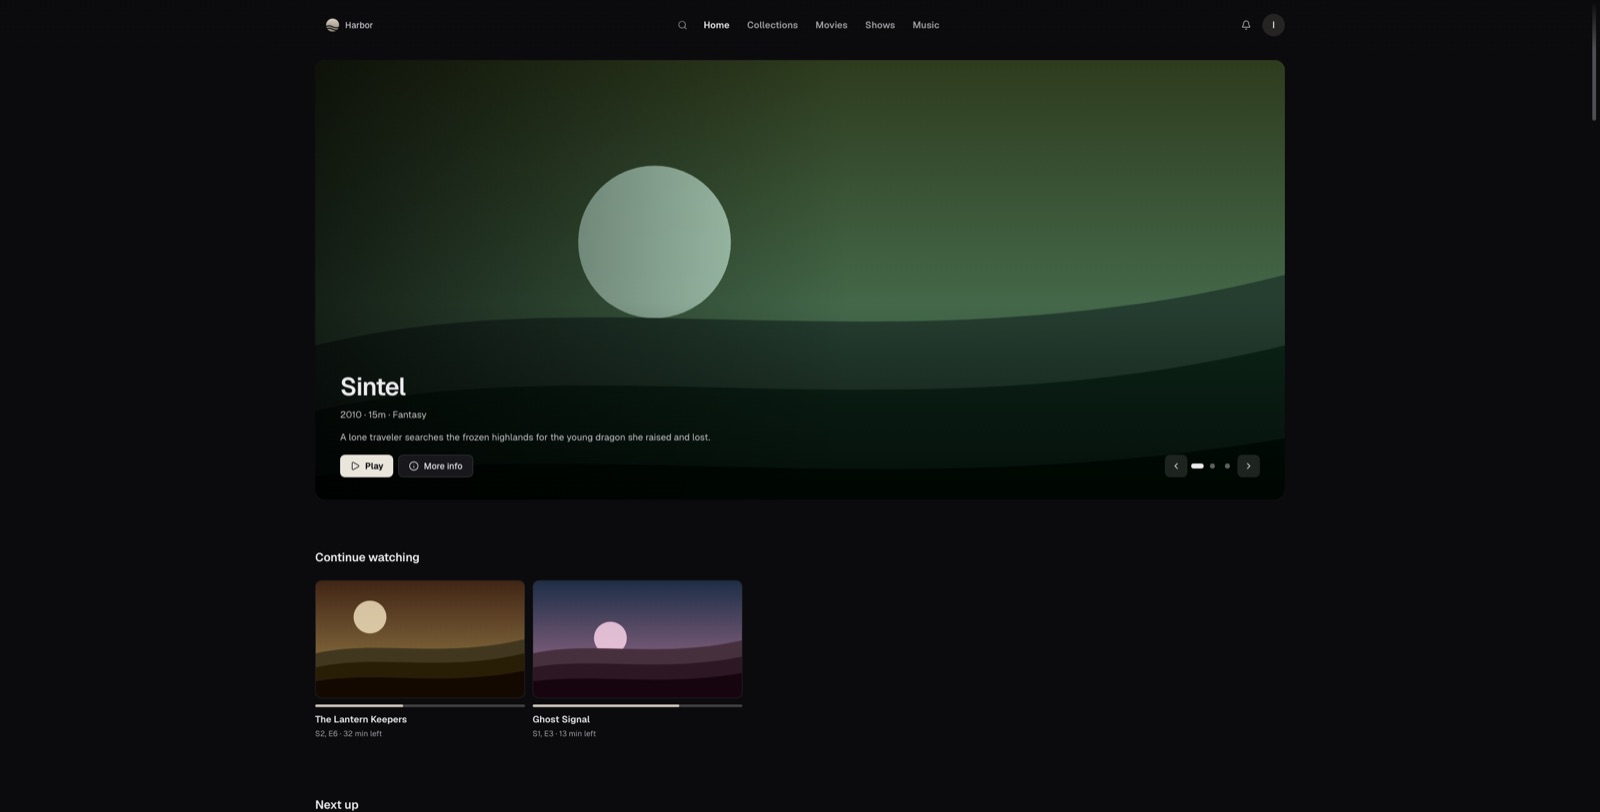 Harbor
Home
Collections
Movies
Shows
Music
I
Sintel
2010 · 15m · Fantasy
A lone traveler searches the frozen highlands for the young dragon she raised and lost.
Play
More info
Continue watching
The Lantern Keepers
S2, E6 · 32 min left
Ghost Signal
S1, E3 · 13 min left
Next up